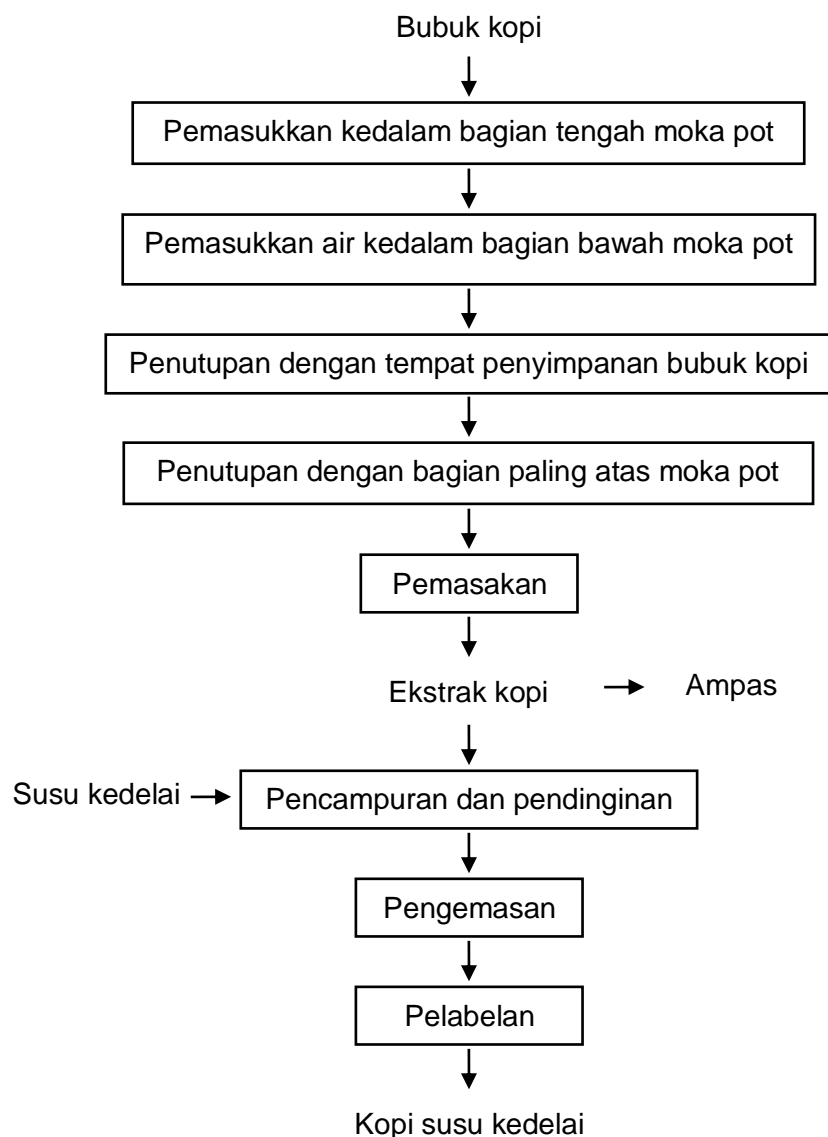 Bubuk kopi
Pemasukkan kedalam bagian tengah moka pot
Pemasukkan air kedalam bagian bawah moka pot
Penutupan dengan tempat penyimpanan bubuk kopi
Penutupan dengan bagian paling atas moka pot
Pemasakan
Ekstrak kopi
Ampas
Susu kedelai
Pencampuran dan pendinginan
Pengemasan
Pelabelan
Kopi susu kedelai